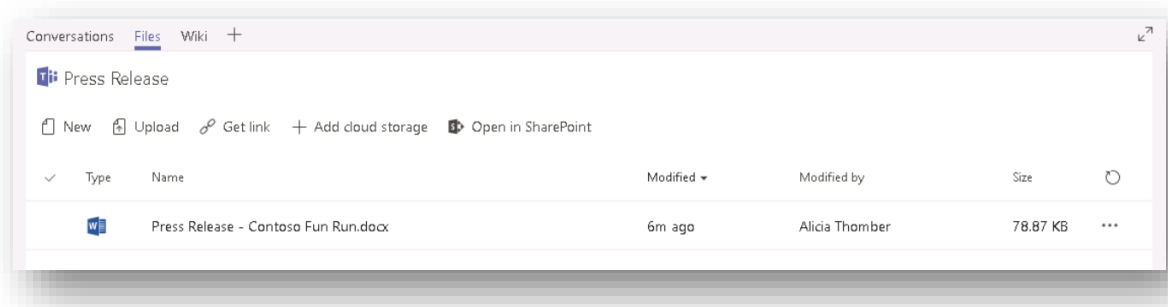 Conversations Files Wiki +
Press Release
New Upload Get link + Add cloud storage Open in SharePoint
Type Name Modified Modified by Size
Press Release - Contoso Fun Run.docx 6m ago Alicia Thomber 78.87 KB ...